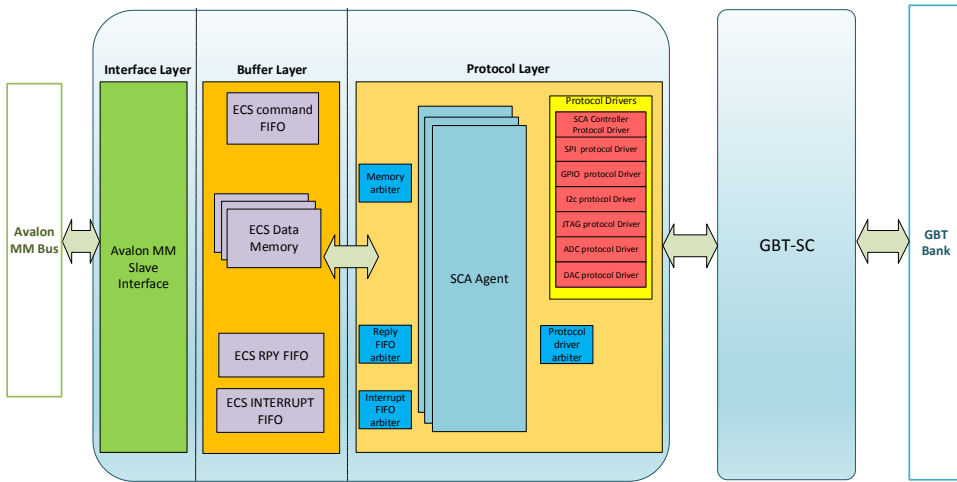 Interface Layer
Buffer Layer
Protocol Layer
Avalon
MM Bus
Avalon MM
Slave
Interface
ECS command
FIFO
ECS Data
Memory
ECS RPY FIFO
ECS INTERRUPT
FIFO
Memory
arbiter
Reply
FIFO
arbiter
Interrupt
FIFO
arbiter
SCA Agent
Protocol Drivers
SCA Controller
Protocol Driver
SPI protocol Driver
GPIO protocol Driver
I2c protocol Driver
JTAG protocol Driver
ADC protocol Driver
DAC protocol Driver
Protocol
driver
arbiter
GBT-SC
GBT
Bank